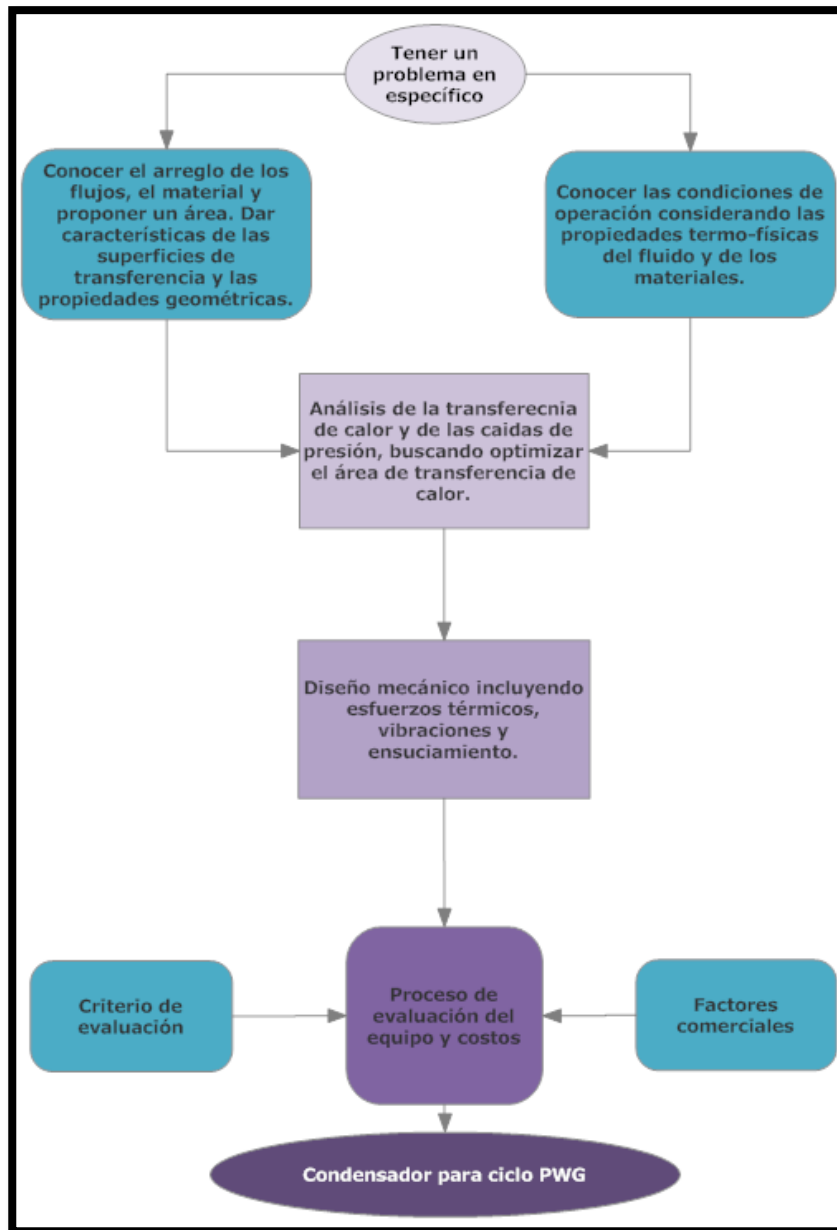 Tener un
problema en
específico
Conocer el arreglo de los
flujos, el material y
proponer un área. Dar
características de las
superficies de
transferencia y las
propiedades geométricas.
Conocer las condiciones de
operación considerando las
propiedades termo-físicas
del fluido y de los
materiales.
Análisis de la transferecnia
de calor y de las caidas de
presión, buscando optimizar
el área de transferencia de
calor.
Diseño mecánico incluyendo
esfuerzos térmicos,
vibraciones y
ensuciamiento.
Criterio de
evaluación
Proceso de
evaluación del
equipo y costos
Factores
comerciales
Condensador para ciclo PWG